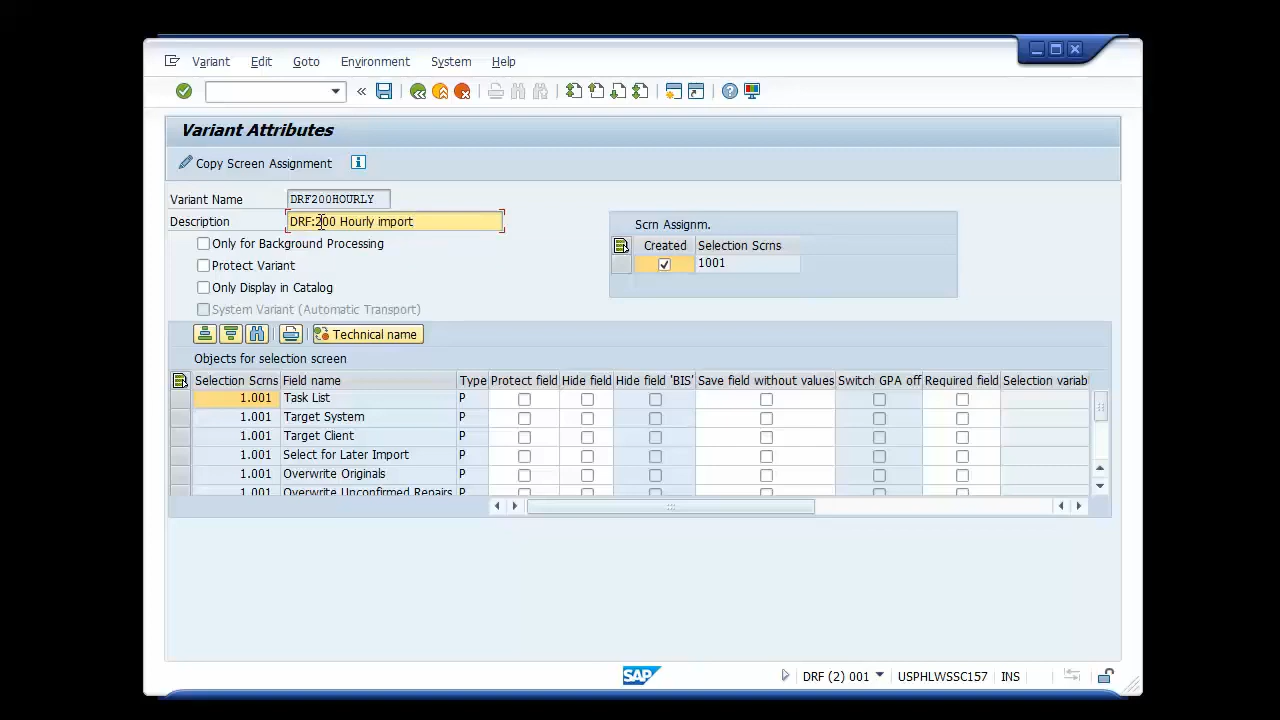 Variant Edit Goto Environment System Help
Variant Attributes
Copy Screen Assignment
Variant Name DRF200HOURLY
Description DRF:200 Hourly import
Scrn Assignm.
Only for Background Processing
Created Selection Scrns
Protect Variant
1001
Only Display in Catalog
System Variant (Automatic Transport)
Technical name
Objects for selection screen
Selection Scrns Field name Type Protect field Hide field Hide field 'BIS' Save field without values Switch GPA off Required field Selection variab
1.001 Task List P
1.001 Target System P
1.001 Target Client P
1.001 Select for Later Import P
1.001 Overwrite Originals P
1.001 Overwrite Unconfirmed Repairs P
SAP DRF (2) 001 USPHLWSSC157 INS